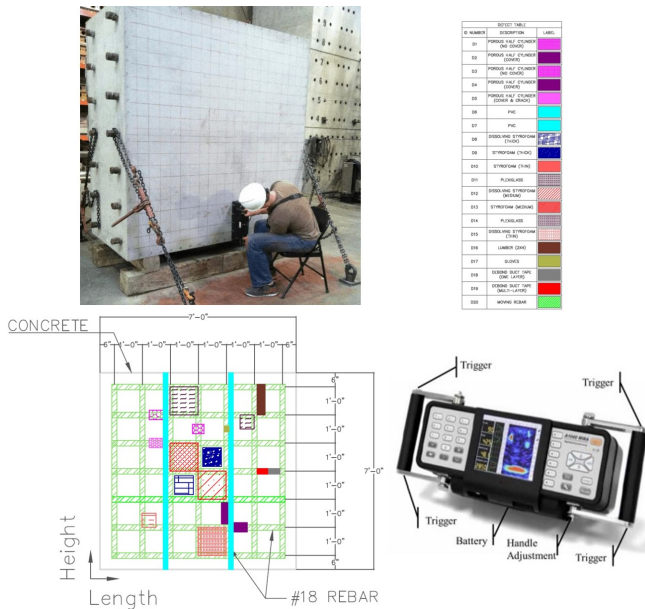 DEFECT TABLE
ID NUMBER DESCRIPTION LABEL
D1 POROUS HALF CYLINDER (NO COVER)
D2 POROUS HALF CYLINDER (COVER)
D3 POROUS HALF CYLINDER (NO COVER)
D4 POROUS HALF CYLINDER (COVER)
D5 POROUS HALF CYLINDER (COVER & CRACK)
D6 PVC
D7 PVC
D8 DISSOLVING STYROFOAM (THICK)
D9 STYROFOAM (THICK)
D10 STYROFOAM (THIN)
D11 PLEXIGLASS
D12 DISSOLVING STYROFOAM (MEDIUM)
D13 STYROFOAM (MEDIUM)
D14 PLEXIGLASS
D15 DISSOLVING STYROFOAM (THIN)
D16 LUMBER (2X4)
D17 GLOVES
D18 DEBOND DUCT TAPE (ONE LAYER)
D19 DEBOND DUCT TAPE (MULTI-LAYER)
D20 MOVING REBAR
CONCRETE
7'-0"
6" 1'-0" 1'-0" 1'-0" 1'-0" 1'-0" 1'-0" 6"
6"
1'-0"
1'-0"
1'-0"
1'-0"
1'-0"
1'-0"
6"
7'-0"
Height
Length
#18 REBAR
Trigger
Trigger
Trigger
Battery
Handle
Adjustment
Trigger